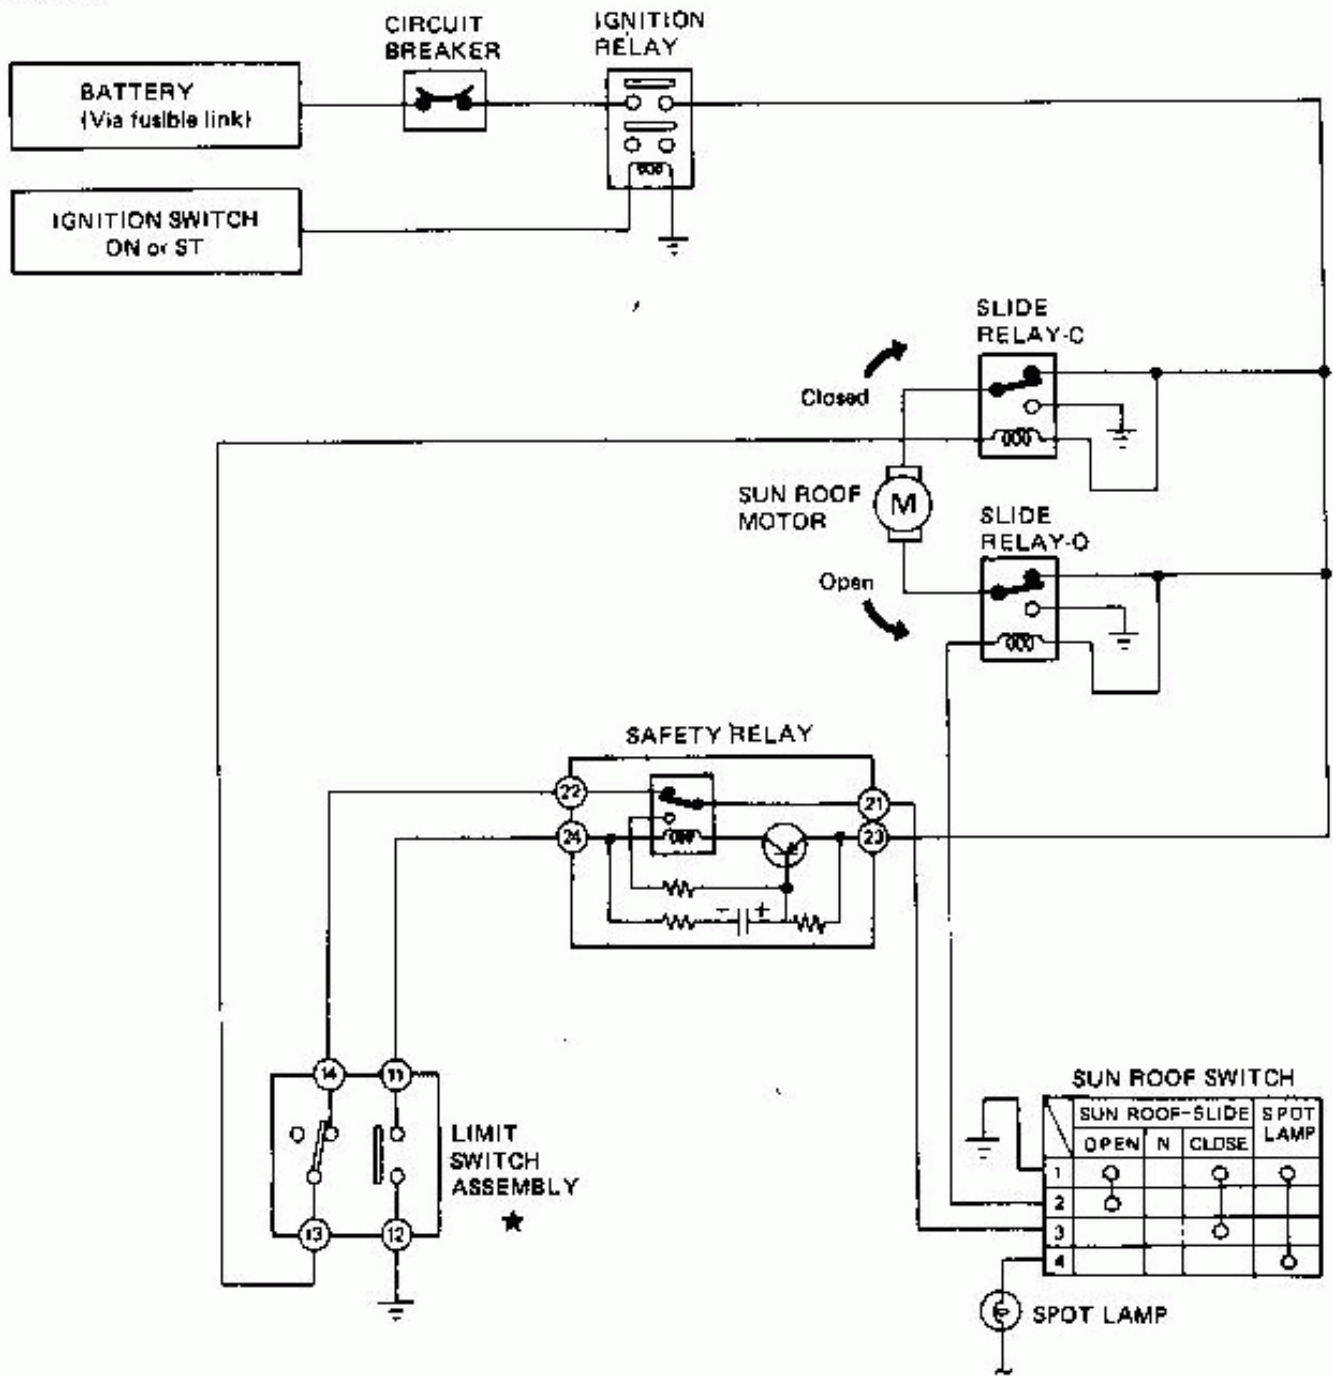 CIRCUIT
BREAKER
IGNITION
RELAY
BATTERY
(Via fusible link)
IGNITION SWITCH
ON or ST
SLIDE
RELAY-C
Closed
SUN ROOF
MOTOR
M
SLIDE
RELAY-O
Open
SAFETY RELAY
22
21
24
23
- +
14
11
LIMIT
SWITCH
ASSEMBLY
★
13
12
SUN ROOF SWITCH
SUN ROOF-SLIDE
SPOT
LAMP
OPEN
N
CLOSE
1
2
3
4
SPOT LAMP